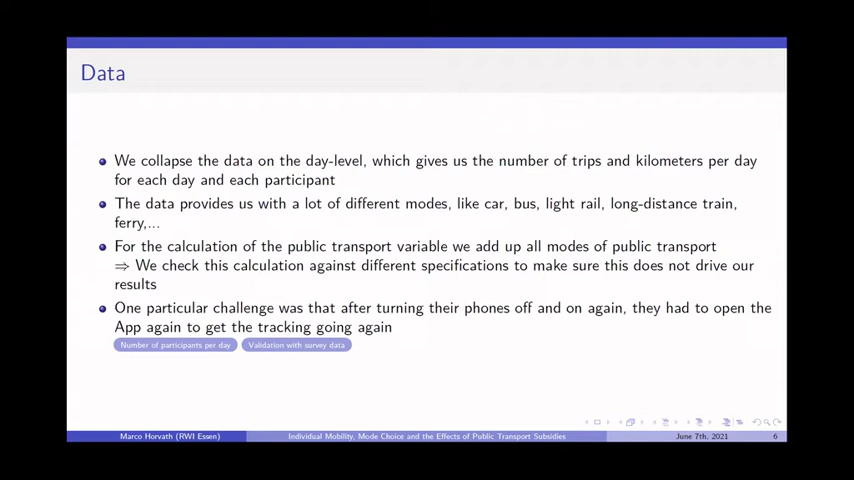 Data
We collapse the data on the day-level, which gives us the number of trips and kilometers per day
for each day and each participant
The data provides us with a lot of different modes, like car, bus, light rail, long-distance train,
ferry,...
For the calculation of the public transport variable we add up all modes of public transport
⇒ We check this calculation against different specifications to make sure this does not drive our
results
One particular challenge was that after turning their phones off and on again, they had to open the
App again to get the tracking going again
Number of participants per day Validation with survey data
Marco Horvath (RWI Essen) Individual Mobility, Mode Choice and the Effects of Public Transport Subsidies June 7th, 2021 6